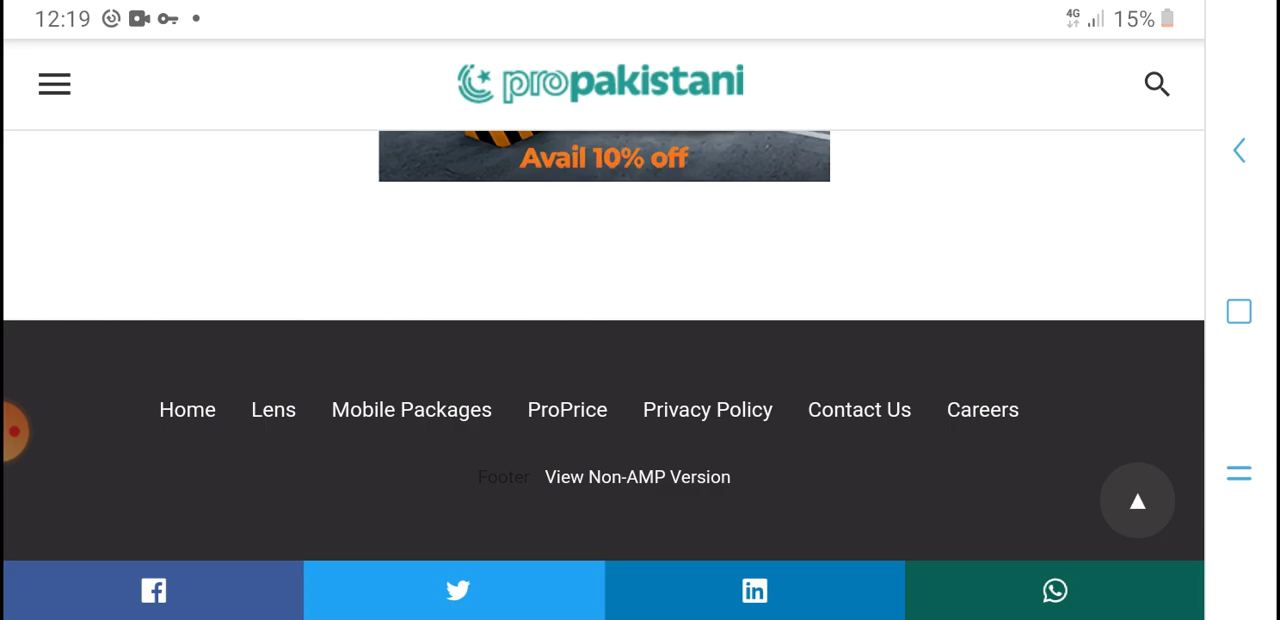 12:19 4G 15%
propakistani
Avail 10% off
Home Lens Mobile Packages ProPrice Privacy Policy Contact Us Careers
Footer View Non-AMP Version